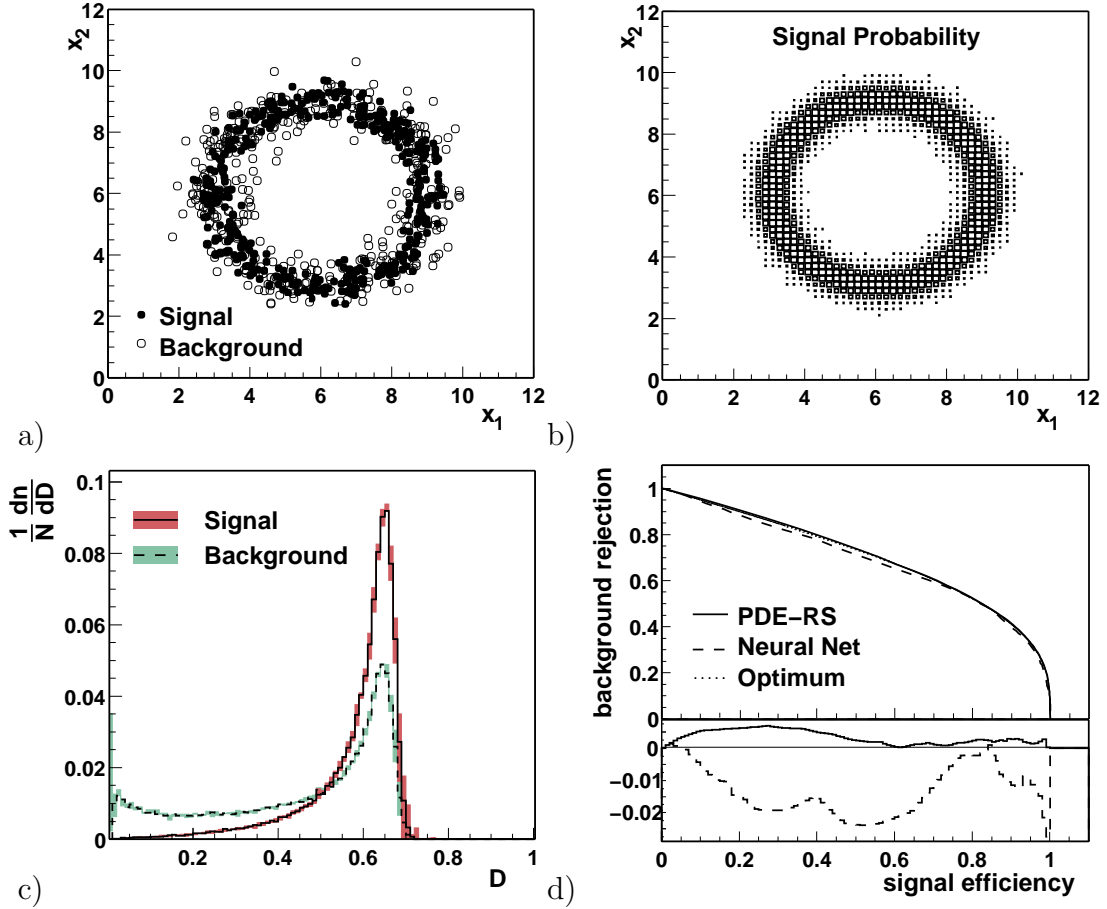 x2
12
10
8
6
4
2
0
0 2 4 6 8 10 12
x1
Signal
Background
a)
x2
12
10
8
6
4
2
0
Signal Probability
0 2 4 6 8 10 12
x1
b)
1 dn
N dD
0.1
0.08
0.06
0.04
0.02
0
Signal
Background
0.2 0.4 0.6 0.8 1
D
c)
background rejection
1
0.8
0.6
0.4
0.2
0
PDE−RS
Neural Net
Optimum
0
−0.01
−0.02
0 0.2 0.4 0.6 0.8 1
signal efficiency
d)